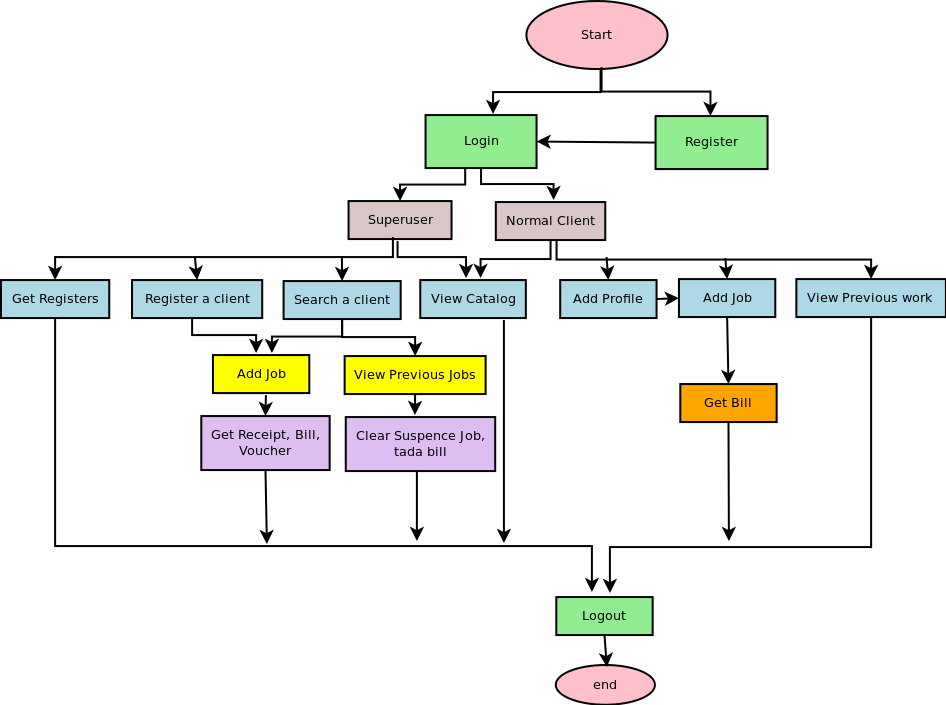 Start
Login
Register
Superuser
Normal Client
Get Registers
Register a client
Search a client
View Catalog
Add Profile
Add Job
View Previous work
Add Job
View Previous Jobs
Get Bill
Get Receipt, Bill,
Voucher
Clear Suspence Job,
tada bill
Logout
end